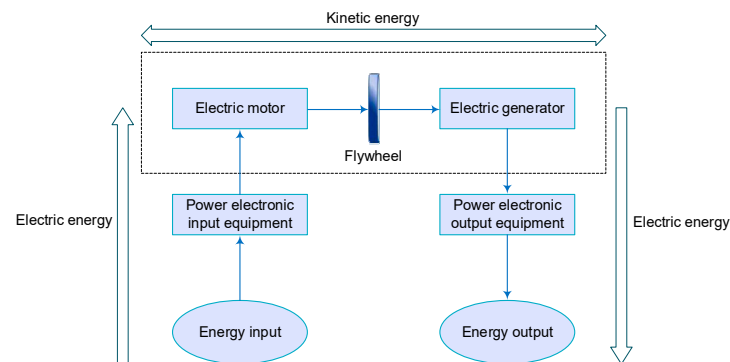 Kinetic energy
Electric motor
Electric generator
Flywheel
Electric energy
Power electronic
input equipment
Power electronic
output equipment
Electric energy
Energy input
Energy output